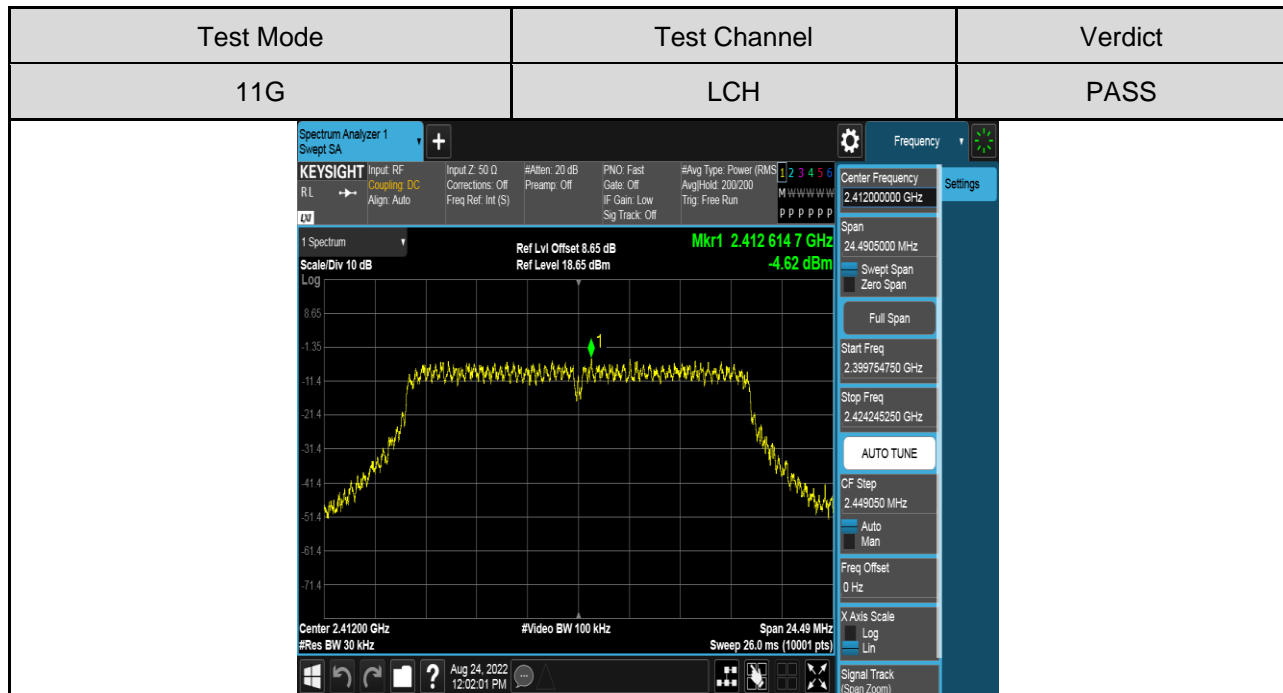 Test Mode Test Channel Verdict
11G LCH PASS
Spectrum Analyzer 1
Swept SA
+
Frequency
KEYSIGHT
RL
LXI
Input: RF
Coupling: DC
Align: Auto
Input Z: 50 Ω
Corrections: Off
Freq Ref: Int (S)
#Atten: 20 dB
Preamp: Off
PNO: Fast
Gate: Off
IF Gain: Low
Sig Track: Off
#Avg Type: Power (RMS
Avg|Hold: 200/200
Trig: Free Run
1 2 3 4 5 6
M W W W W W
P P P P P P
1 Spectrum
Scale/Div 10 dB
Log
Ref Lvl Offset 8.65 dB
Ref Level 18.65 dBm
Mkr1 2.412 614 7 GHz
-4.62 dBm
8.65
-1.35
-11.4
-21.4
-31.4
-41.4
-51.4
-61.4
-71.4
1
Center 2.41200 GHz
#Res BW 30 kHz
#Video BW 100 kHz
Span 24.49 MHz
Sweep 26.0 ms (10001 pts)
?
Aug 24, 2022
12:02:01 PM
Center Frequency
2.412000000 GHz
Span
24.4905000 MHz
Swept Span
Zero Span
Full Span
Start Freq
2.399754750 GHz
Stop Freq
2.424245250 GHz
AUTO TUNE
CF Step
2.449050 MHz
Auto
Man
Freq Offset
0 Hz
X Axis Scale
Log
Lin
Signal Track
(Span Zoom)
Settings